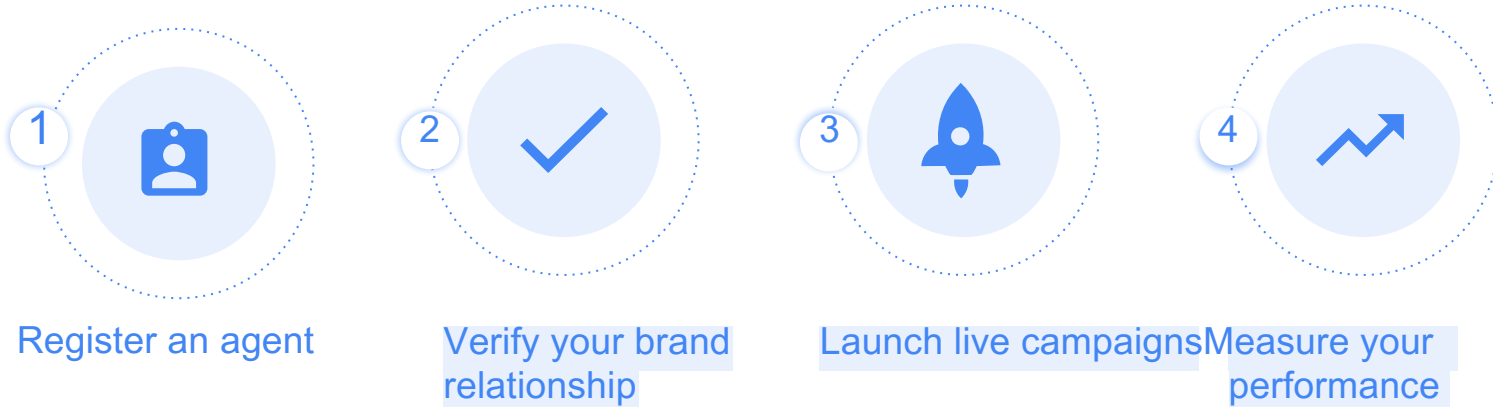 1
Register an agent
2
Verify your brand
relationship
3
Launch live campaigns
4
Measure your
performance